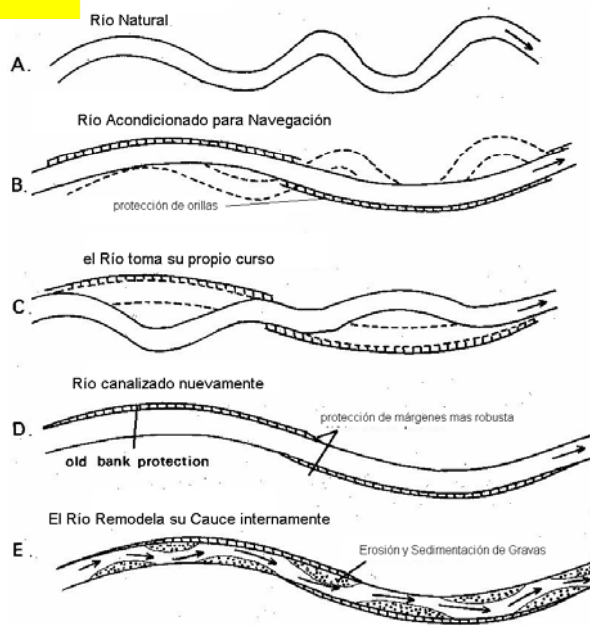 Río Natural
A.
Río Acondicionado para Navegación
B.
protección de orillas
el Río toma su propio curso
C.
Río canalizado nuevamente
D.
protección de márgenes mas robusta
old bank protection
El Río Remodela su Cauce internamente
E.
Erosión y Sedimentación de Gravas